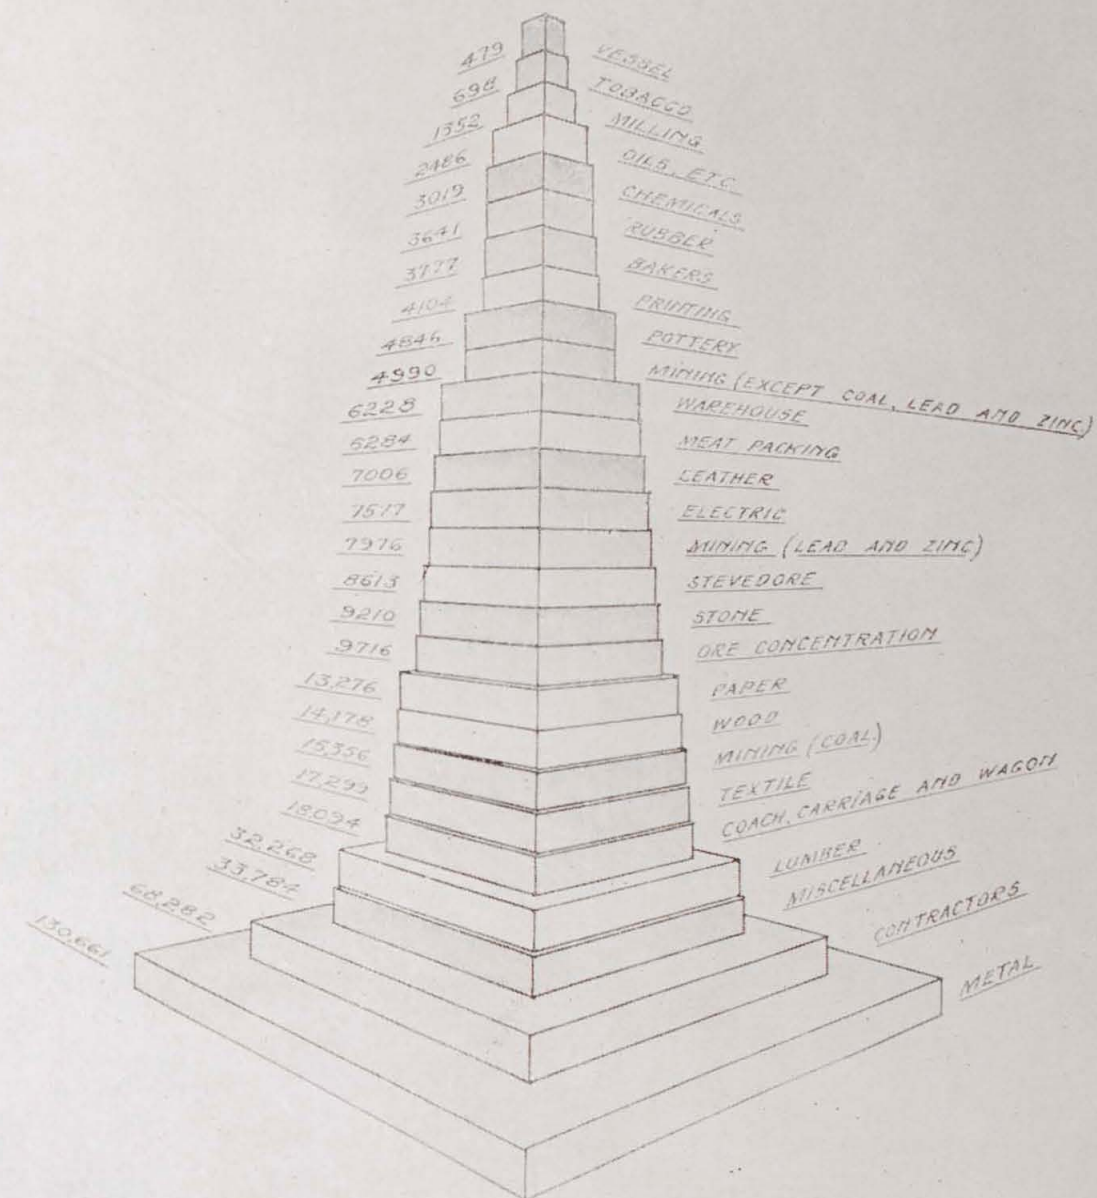 479 VESSEL
698 TOBACCO
1352 MILLING
2486 OILS, ETC.
3019 CHEMICALS
3641 RUBBER
3777 BAKERS
4104 PRINTING
4846 POTTERY
4990 MINING (EXCEPT COAL, LEAD AND ZINC)
6228 WAREHOUSE
6284 MEAT PACKING
7006 LEATHER
7577 ELECTRIC
7976 MINING (LEAD AND ZINC)
8613 STEVEDORE
9210 STONE
9716 ORE CONCENTRATION
13,276 PAPER
14,178 WOOD
15,356 MINING (COAL.)
17,299 TEXTILE
18,094 COACH, CARRIAGE AND WAGON
32,268 LUMBER
33,784 MISCELLANEOUS
68,282 CONTRACTORS
130,661 METAL